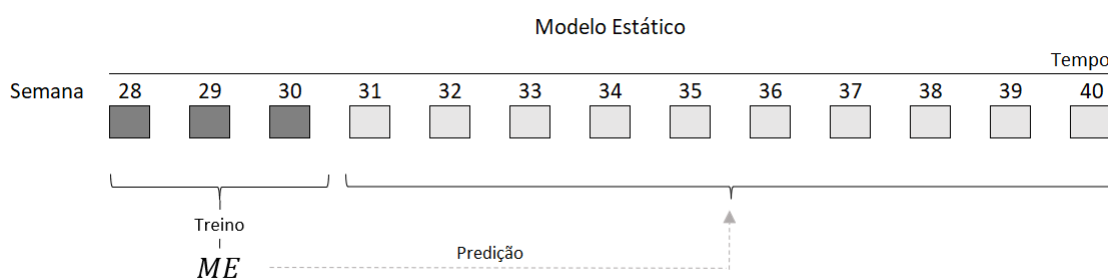 Modelo Estático
Tempo
Semana 28 29 30 31 32 33 34 35 36 37 38 39 40
Treino
Predição
ME